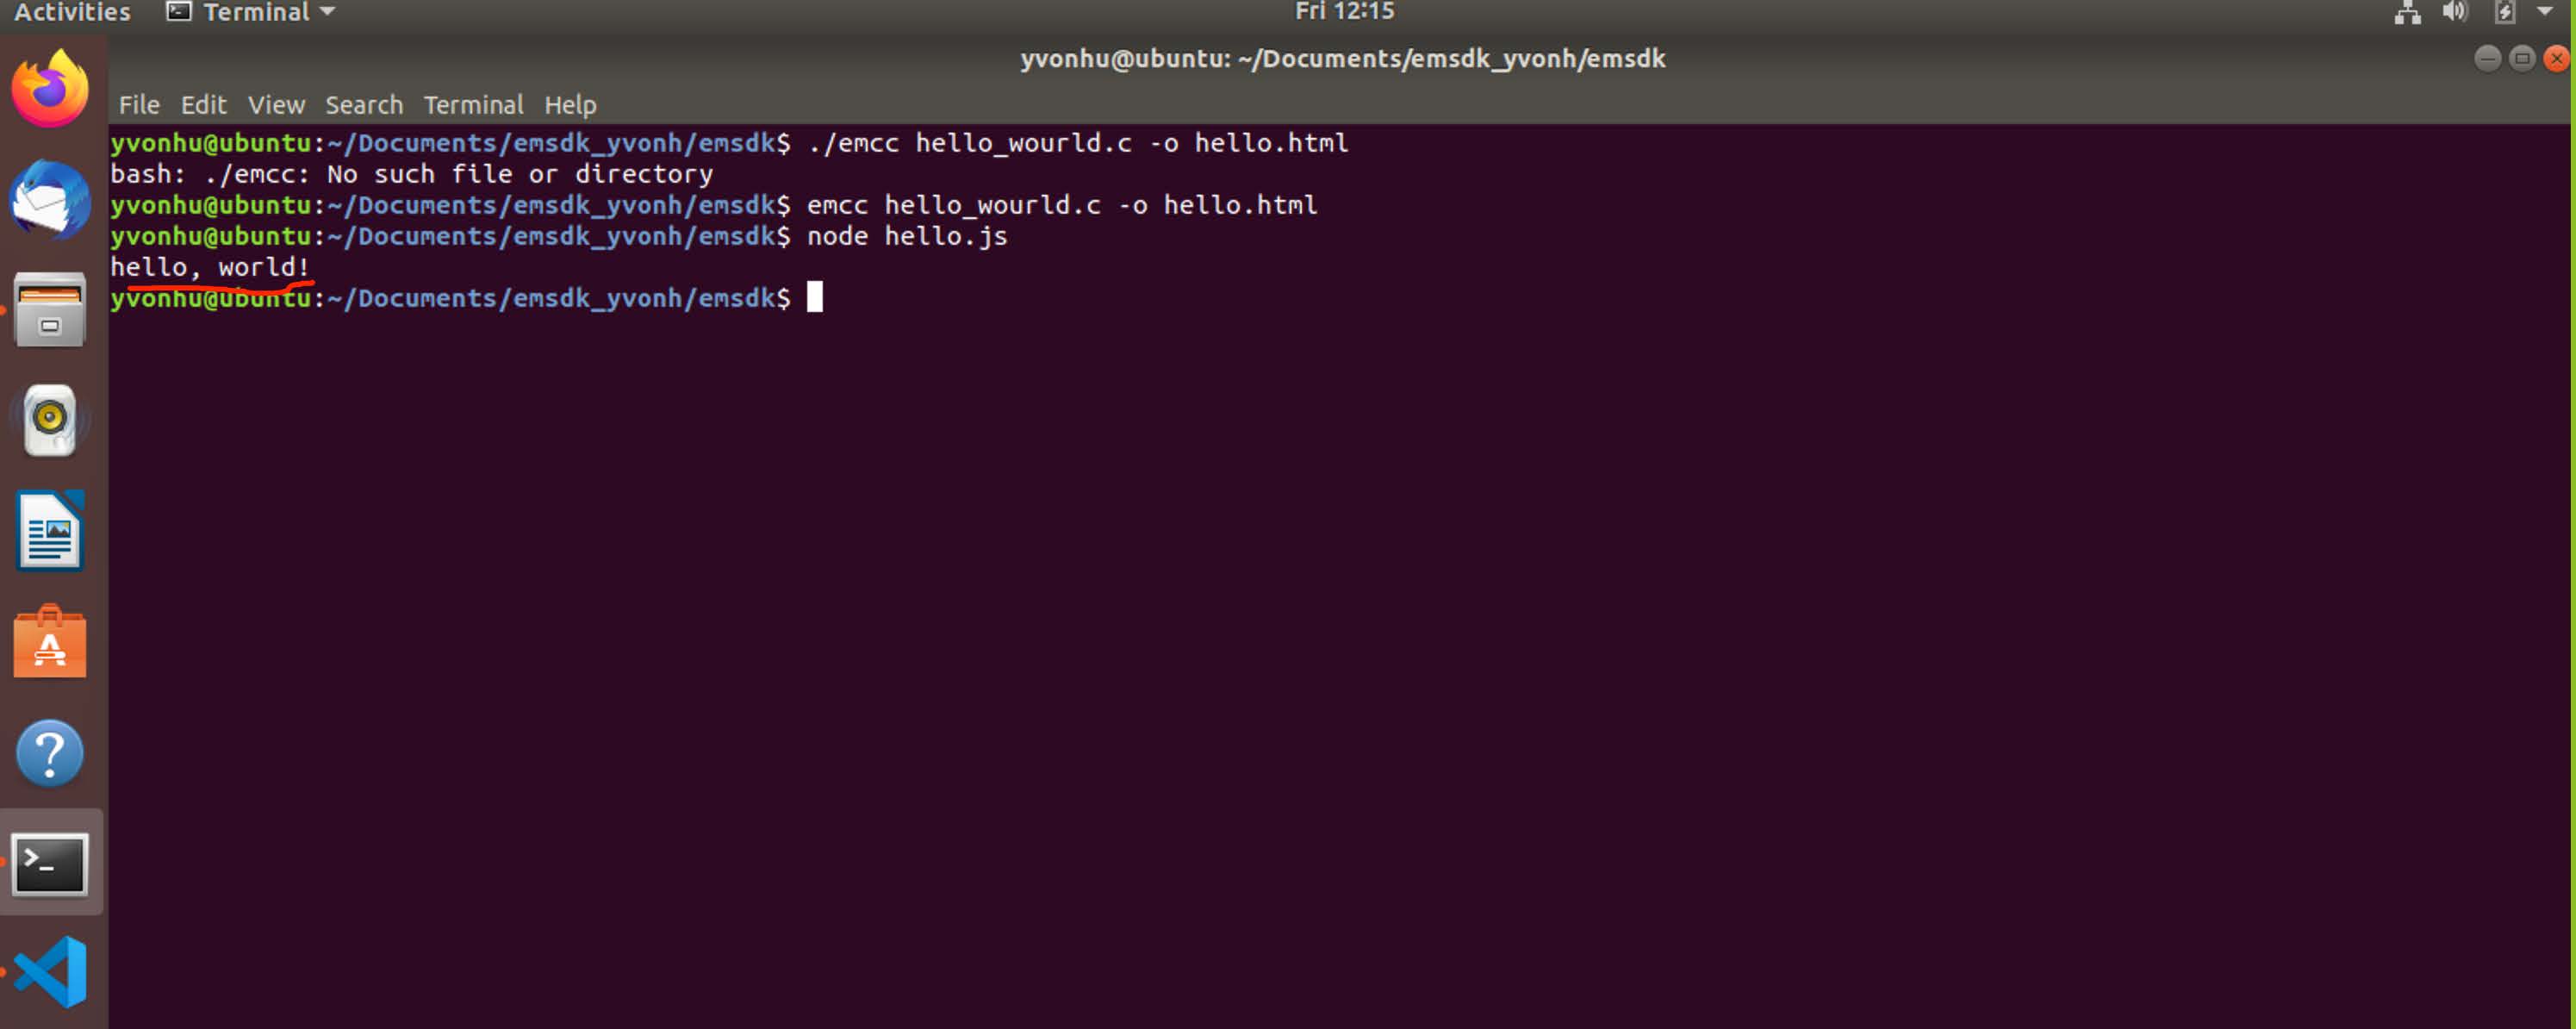 Activities Terminal Fri 12:15
yvonhu@ubuntu: ~/Documents/emsdk_yvonh/emsdk
File Edit View Search Terminal Help
yvonhu@ubuntu:~/Documents/emsdk_yvonh/emsdk$ ./emcc hello_wourld.c -o hello.html
bash: ./emcc: No such file or directory
yvonhu@ubuntu:~/Documents/emsdk_yvonh/emsdk$ emcc hello_wourld.c -o hello.html
yvonhu@ubuntu:~/Documents/emsdk_yvonh/emsdk$ node hello.js
hello, world!
yvonhu@ubuntu:~/Documents/emsdk_yvonh/emsdk$